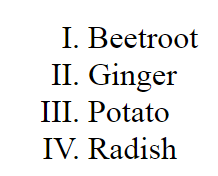 I. Beetroot
II. Ginger
III. Potato
IV. Radish